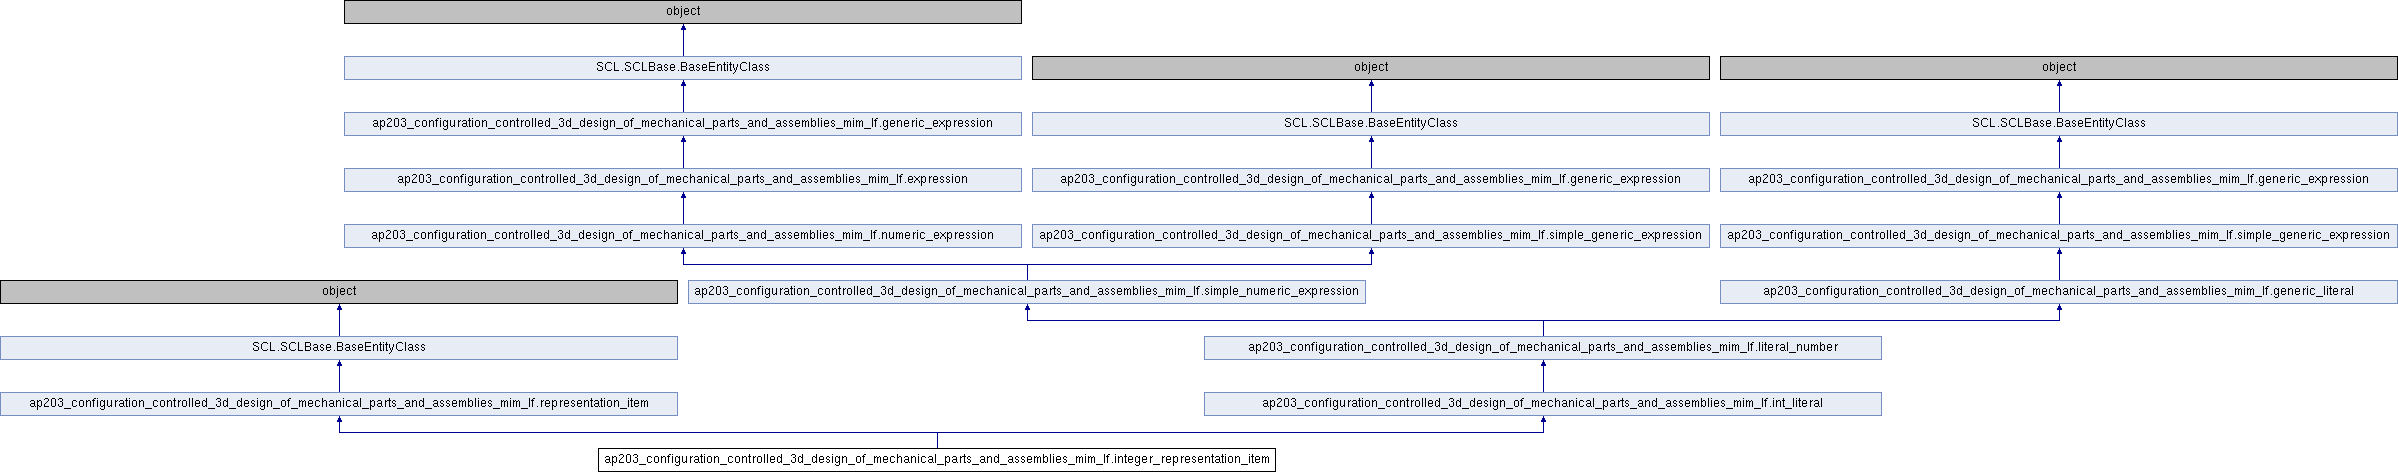 object
SCL.SCLBase.BaseEntityClass
object
object
ap203_configuration_controlled_3d_design_of_mechanical_parts_and_assemblies_mim_lf.generic_expression
SCL.SCLBase.BaseEntityClass
SCL.SCLBase.BaseEntityClass
ap203_configuration_controlled_3d_design_of_mechanical_parts_and_assemblies_mim_lf.expression
ap203_configuration_controlled_3d_design_of_mechanical_parts_and_assemblies_mim_lf.generic_expression
ap203_configuration_controlled_3d_design_of_mechanical_parts_and_assemblies_mim_lf.generic_expression
ap203_configuration_controlled_3d_design_of_mechanical_parts_and_assemblies_mim_lf.numeric_expression
ap203_configuration_controlled_3d_design_of_mechanical_parts_and_assemblies_mim_lf.simple_generic_expression
ap203_configuration_controlled_3d_design_of_mechanical_parts_and_assemblies_mim_lf.simple_generic_expression
object
ap203_configuration_controlled_3d_design_of_mechanical_parts_and_assemblies_mim_lf.simple_numeric_expression
ap203_configuration_controlled_3d_design_of_mechanical_parts_and_assemblies_mim_lf.generic_literal
SCL.SCLBase.BaseEntityClass
ap203_configuration_controlled_3d_design_of_mechanical_parts_and_assemblies_mim_lf.literal_number
ap203_configuration_controlled_3d_design_of_mechanical_parts_and_assemblies_mim_lf.representation_item
ap203_configuration_controlled_3d_design_of_mechanical_parts_and_assemblies_mim_lf.int_literal
ap203_configuration_controlled_3d_design_of_mechanical_parts_and_assemblies_mim_lf.integer_representation_item